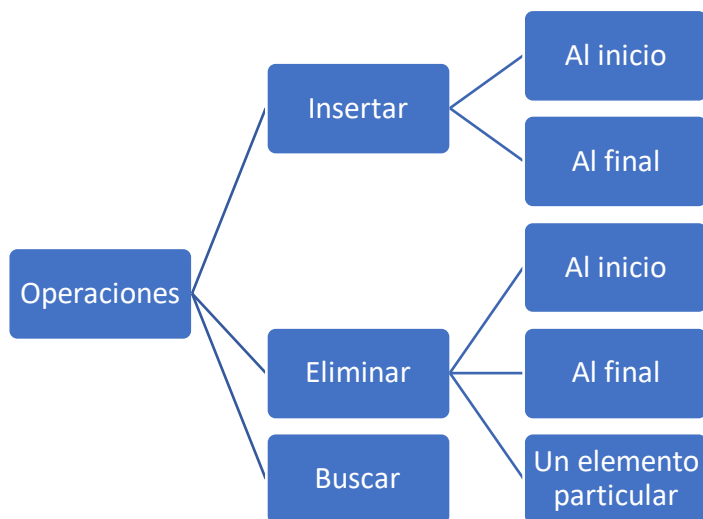 Operaciones
Insertar
Al inicio
Al final
Eliminar
Al inicio
Al final
Un elemento
particular
Buscar